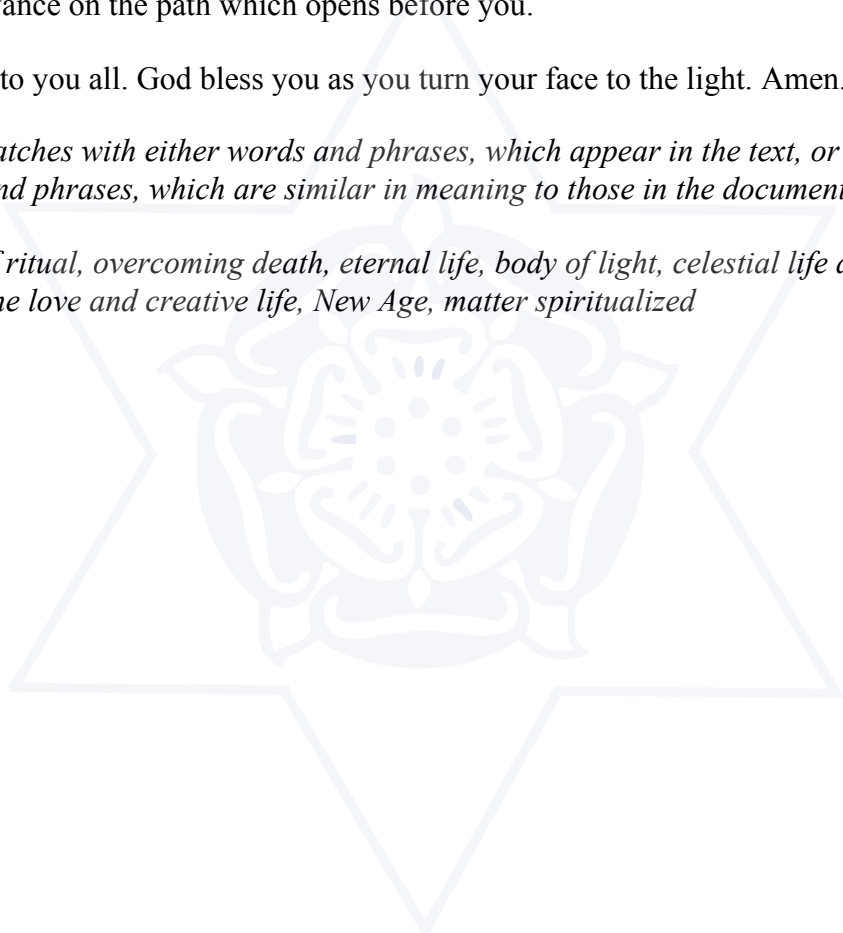 vance on the path which opens before you.
to you all. God bless you as you turn your face to the light. Amen.
atches with either words and phrases, which appear in the text, or
nd phrases, which are similar in meaning to those in the document
f ritual, overcoming death, eternal life, body of light, celestial life a
ne love and creative life, New Age, matter spiritualized